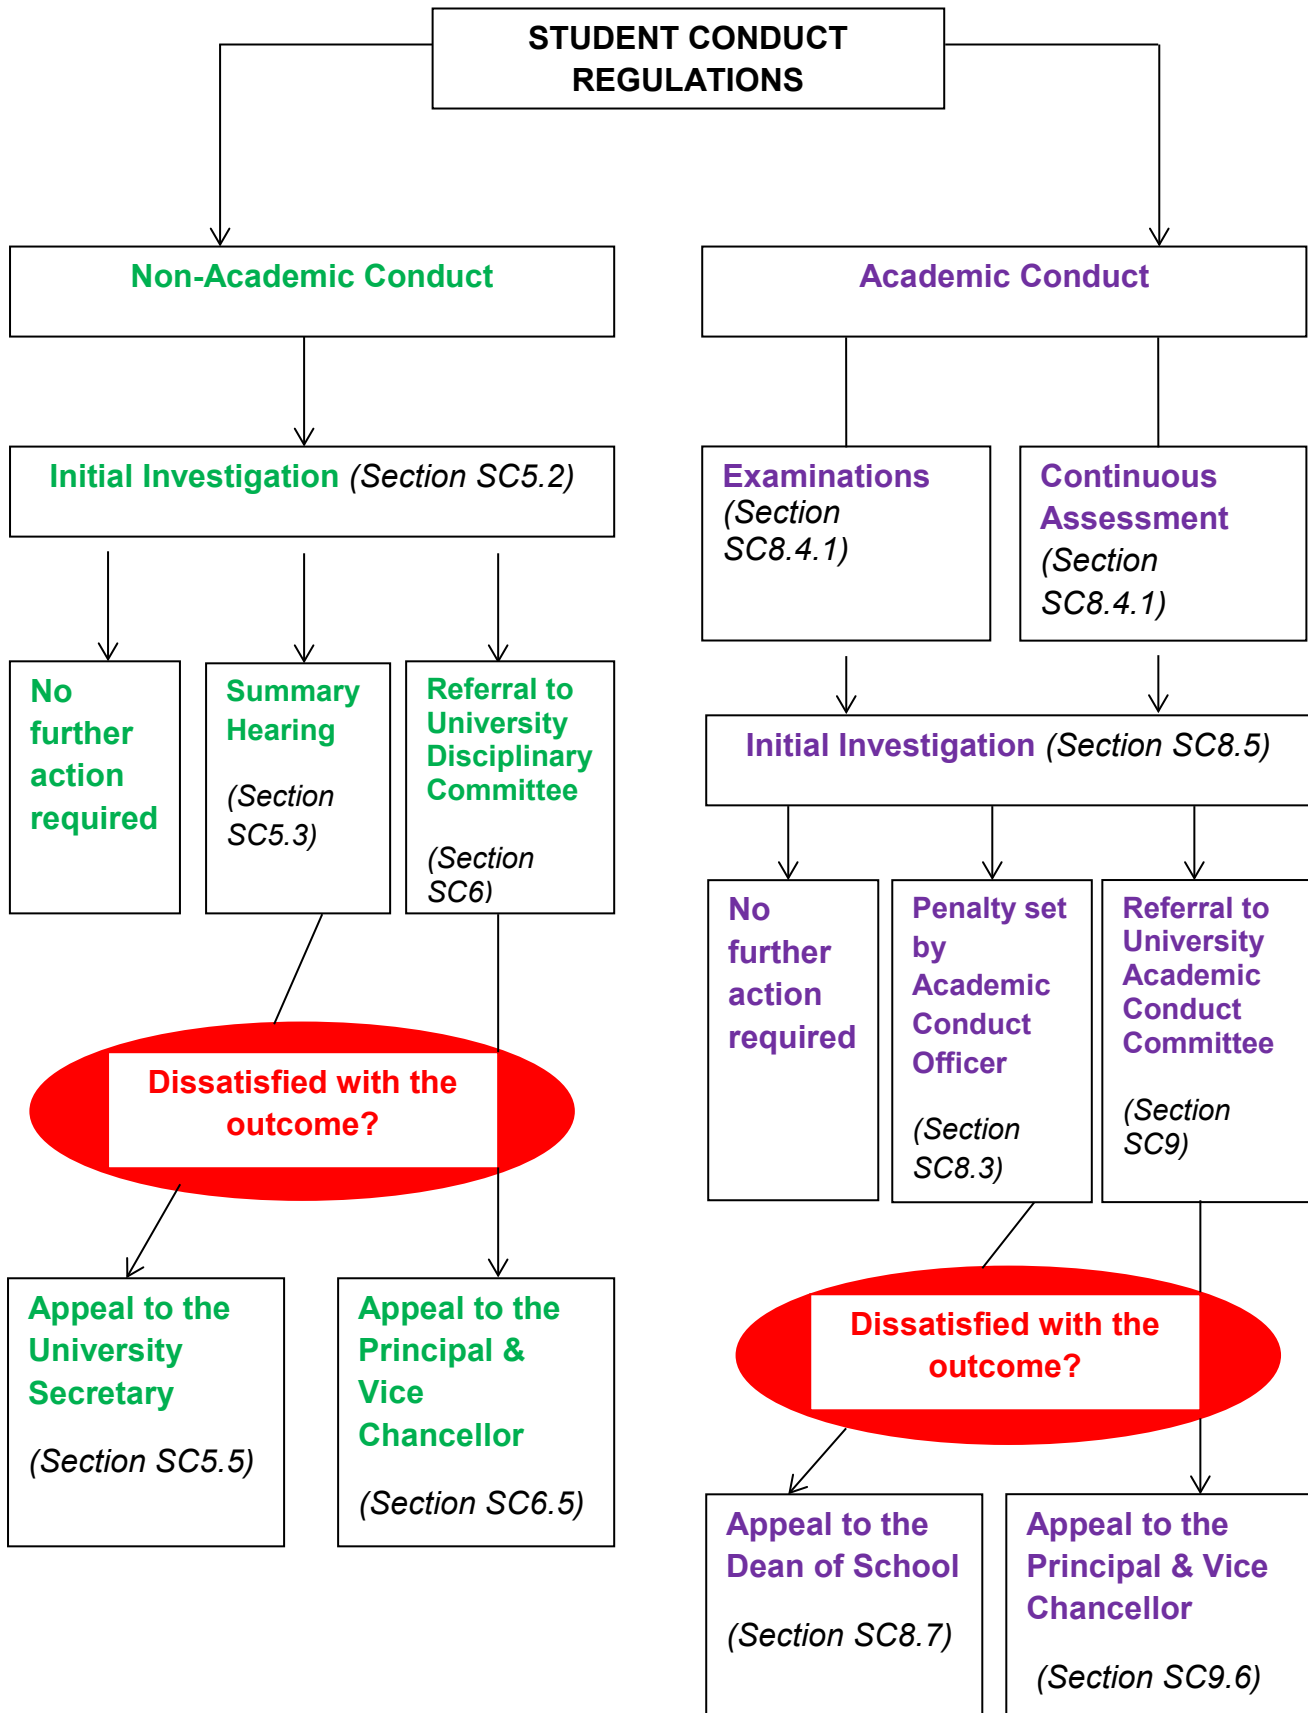 STUDENT CONDUCT
REGULATIONS
Non-Academic Conduct
Initial Investigation (Section SC5.2)
No
further
action
required
Summary
Hearing
(Section
SC5.3)
Referral to
University
Disciplinary
Committee
(Section
SC6)
Dissatisfied with the
outcome?
Appeal to the
University
Secretary
(Section SC5.5)
Appeal to the
Principal &
Vice
Chancellor
(Section SC6.5)
Academic Conduct
Examinations
(Section
SC8.4.1)
Continuous
Assessment
(Section
SC8.4.1)
Initial Investigation (Section SC8.5)
No
further
action
required
Penalty set
by
Academic
Conduct
Officer
(Section
SC8.3)
Referral to
University
Academic
Conduct
Committee
(Section
SC9)
Dissatisfied with the
outcome?
Appeal to the
Dean of School
(Section SC8.7)
Appeal to the
Principal & Vice
Chancellor
(Section SC9.6)